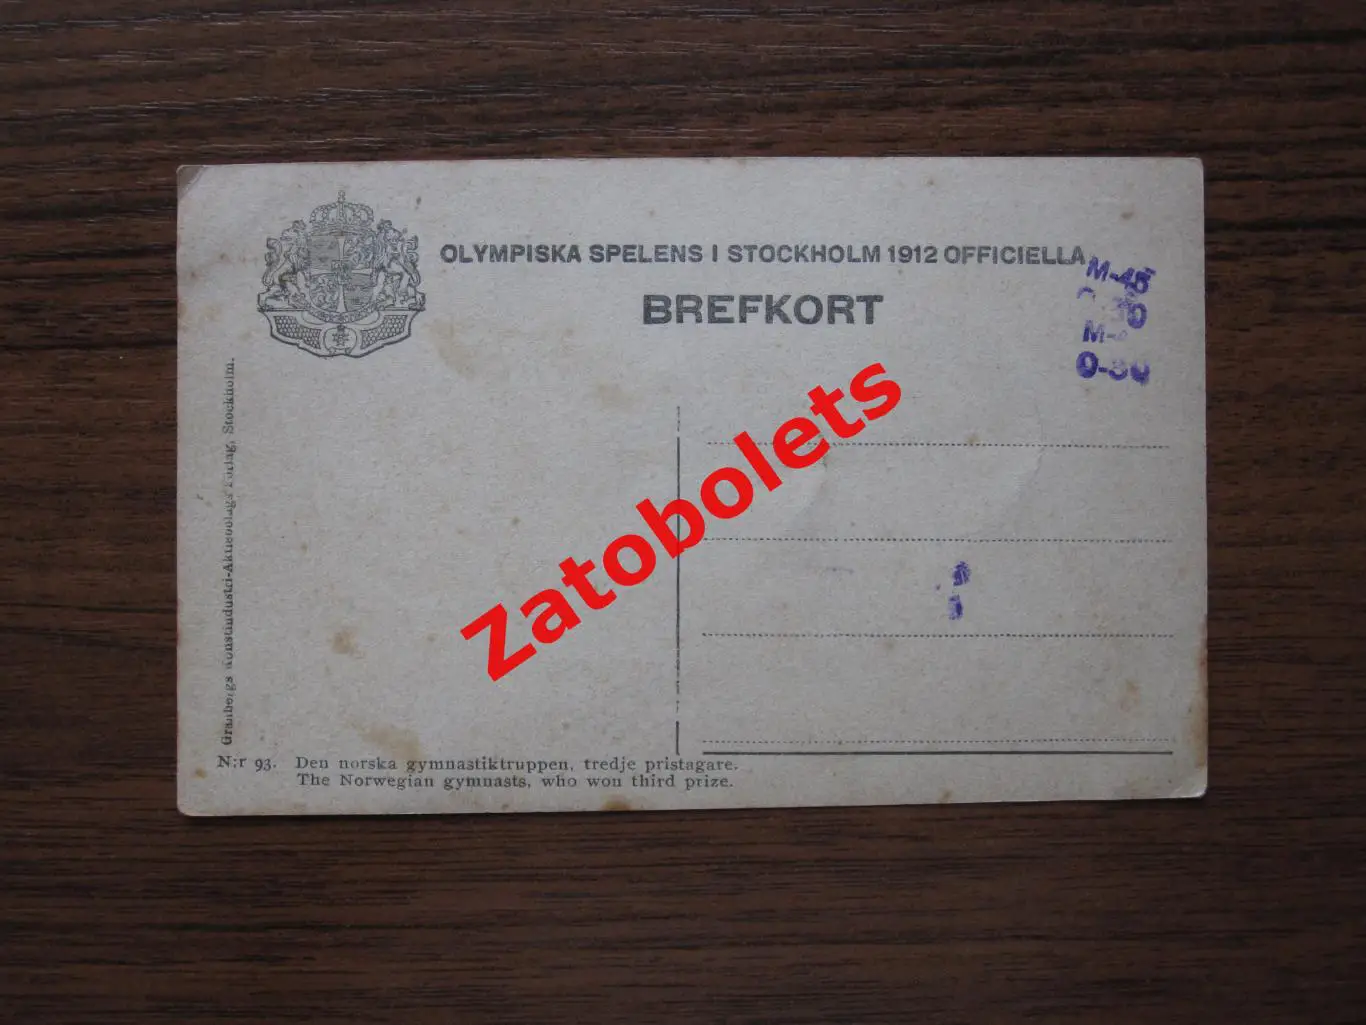 OLYMPISKA SPELENS I STOCKHOLM 1912 OFFICIELLA
BREFKORT
M-45
M-
0-30
Zatobolets
Granbergs Konstindustri-Aktiebolags Förlag, Stockholm.
N:r 93. Den norska gymnastiktruppen, tredje pristagare.
The Norwegian gymnasts, who won third prize.